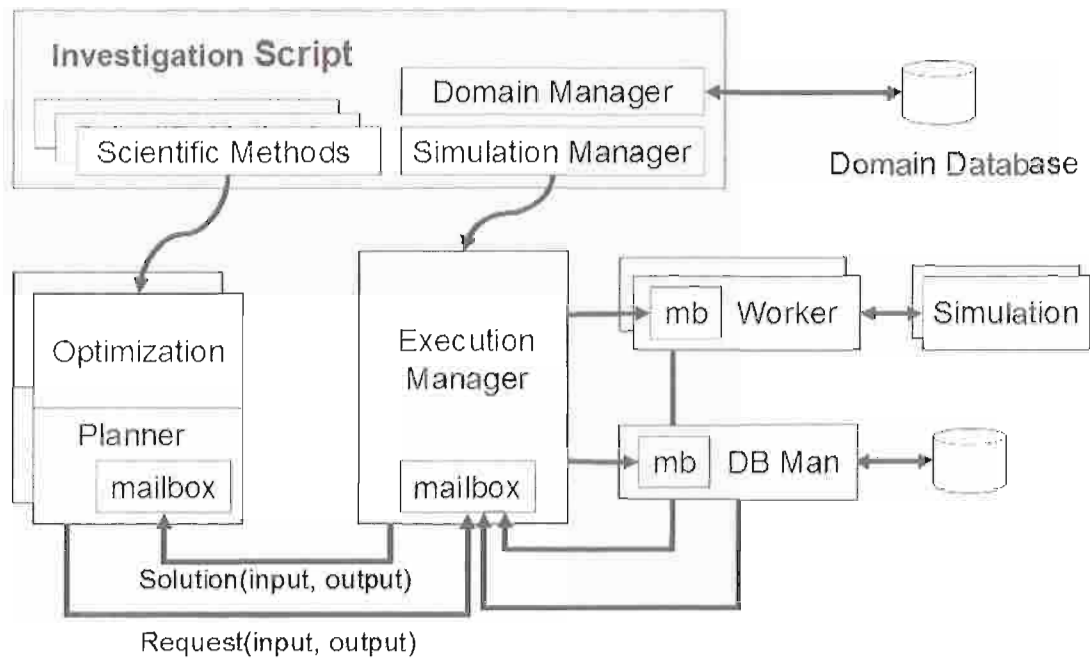 Investigation Script
Domain Manager
Scientific Methods
Simulation Manager
Domain Database
Optimization
Planner
mailbox
Execution
Manager
mailbox
mb Worker
Simulation
mb DB Man
Solution(input, output)
Request(input, output)